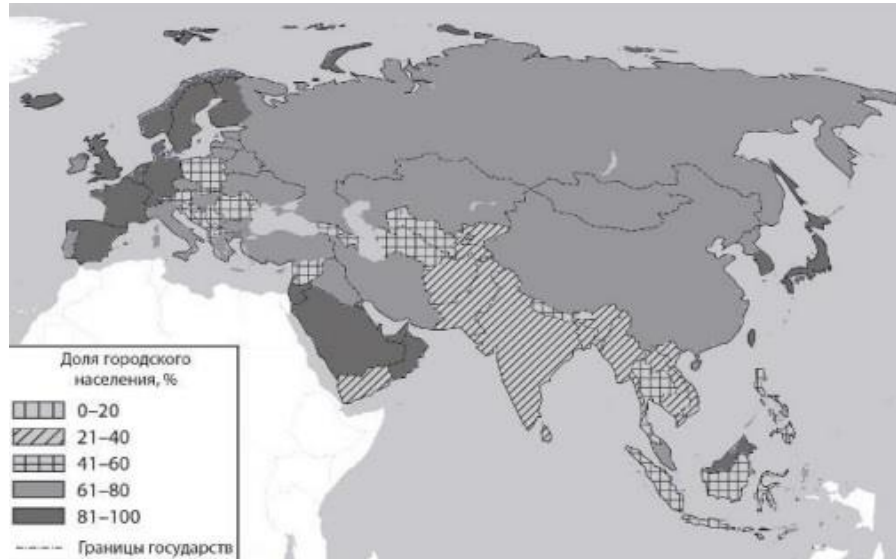 Доля городского
населения, %
0–20
21–40
41–60
61–80
81–100
Границы государств